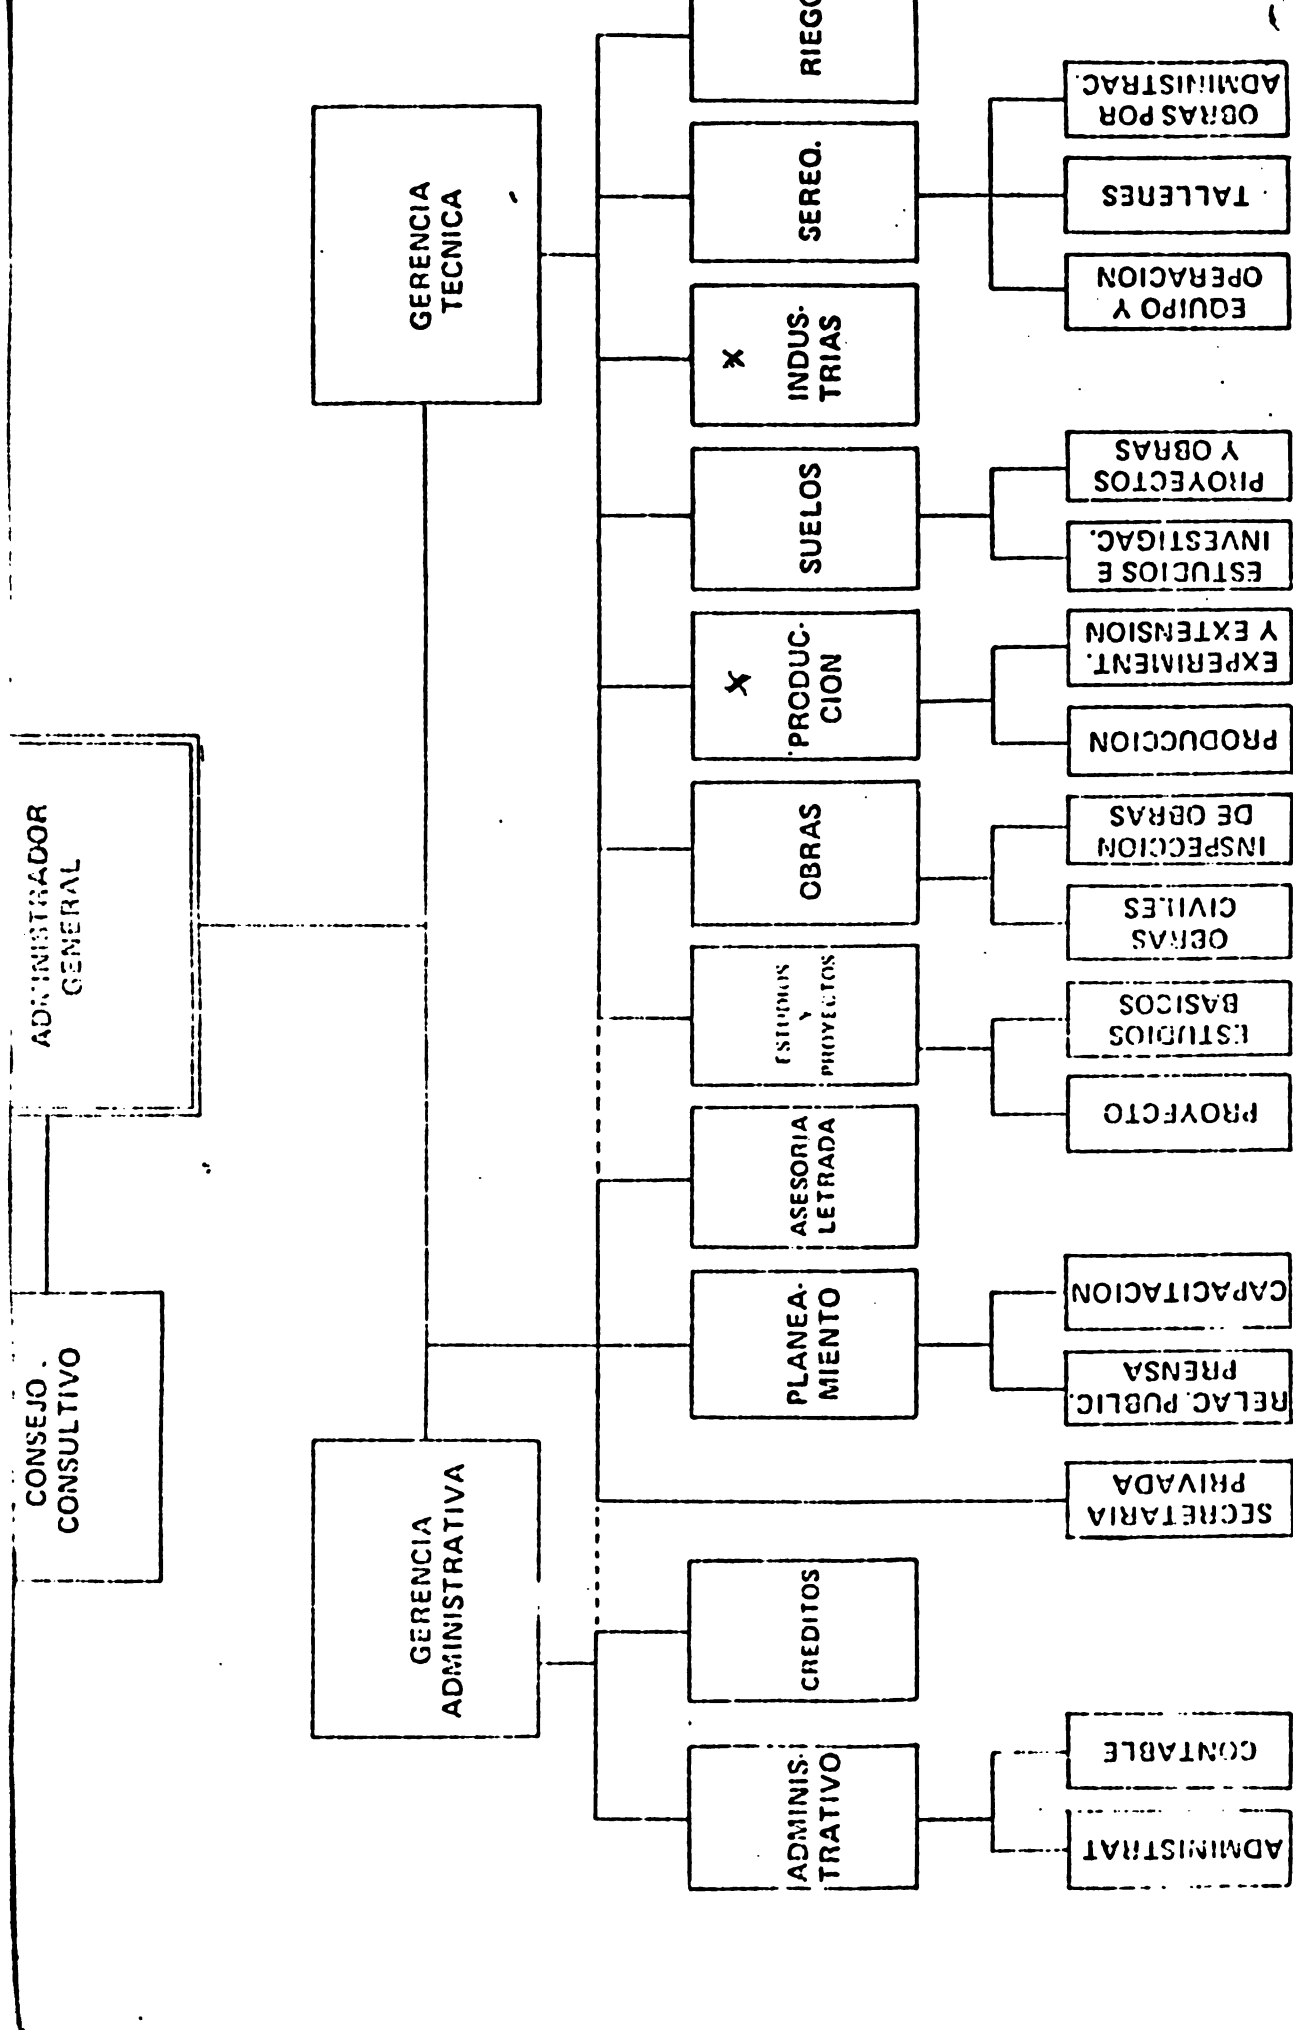 CONSEJO
CONSULTIVO
ADMINISTRADOR
GENERAL
GERENCIA
ADMINISTRATIVA
GERENCIA
TECNICA
ADMINIS-
TRATIVO
CREDITOS
PLANEA-
MIENTO
ASESORIA
LETRADA
ESTUDIOS
Y
PROYECTOS
OBRAS
PRODUC-
CION
X
SUELOS
INDUS-
TRIAS
X
SEREQ.
RIEGO
ADMINISTRAT
CONTABLE
SECRETARIA
PRIVADA
RELAC. PUBLIC.
PRENSA
CAPACITACION
PROYECTO
ESTUDIOS
BASICOS
OBRAS
CIVILES
INSPECCION
DE OBRAS
PRODUCCION
EXPERIMENT.
Y EXTENSION
ESTUDIOS E
INVESTIGAC.
PROYECTOS
Y OBRAS
EQUIPO Y
OPERACION
TALLERES
OBRAS POR
ADMINISTRAC.